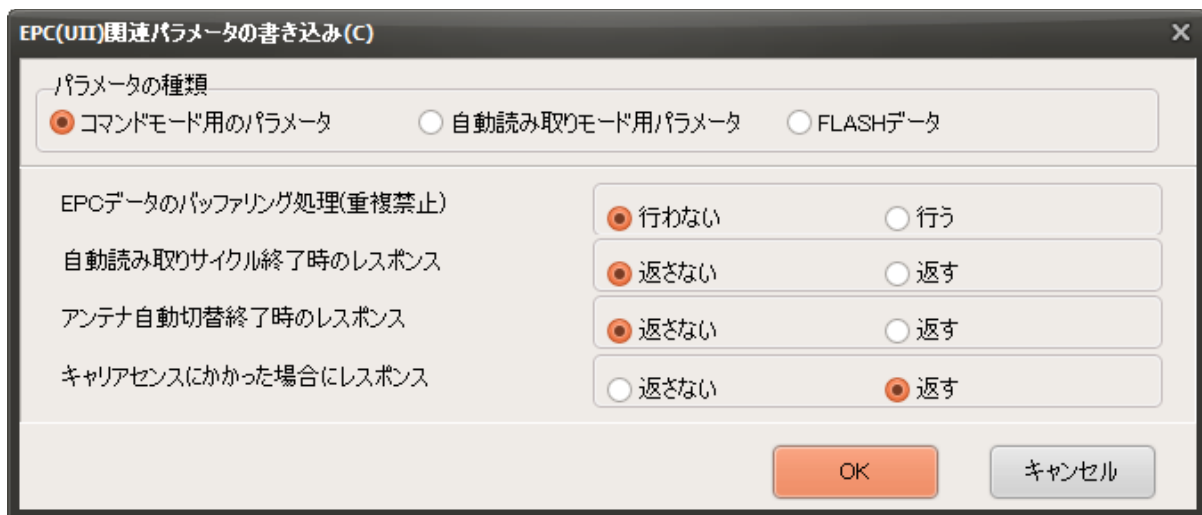 EPC(UII)関連パラメータの書き込み(C)
パラメータの種類
コマンドモード用のパラメータ 自動読み取りモード用パラメータ FLASHデータ
EPCデータのバッファリング処理(重複禁止) 行わない 行う
自動読み取りサイクル終了時のレスポンス 返さない 返す
アンテナ自動切替終了時のレスポンス 返さない 返す
キャリアセンスにかかった場合にレスポンス 返さない 返す
OK キャンセル